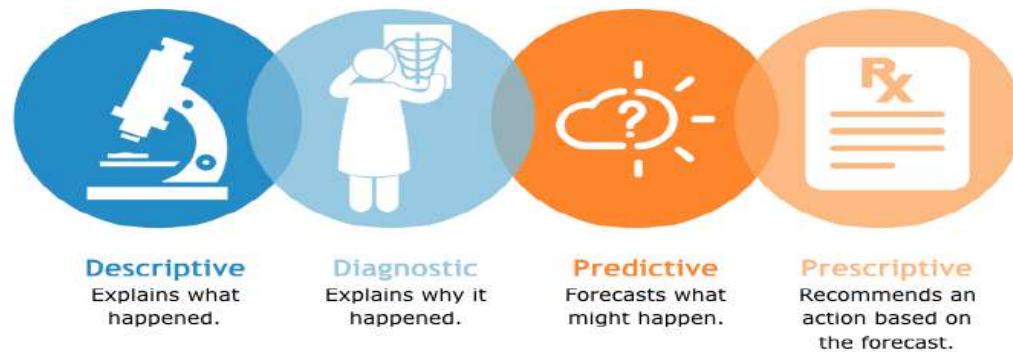 ?
Rx
Descriptive
Explains what
happened.
Diagnostic
Explains why it
happened.
Predictive
Forecasts what
might happen.
Prescriptive
Recommends an
action based on
the forecast.